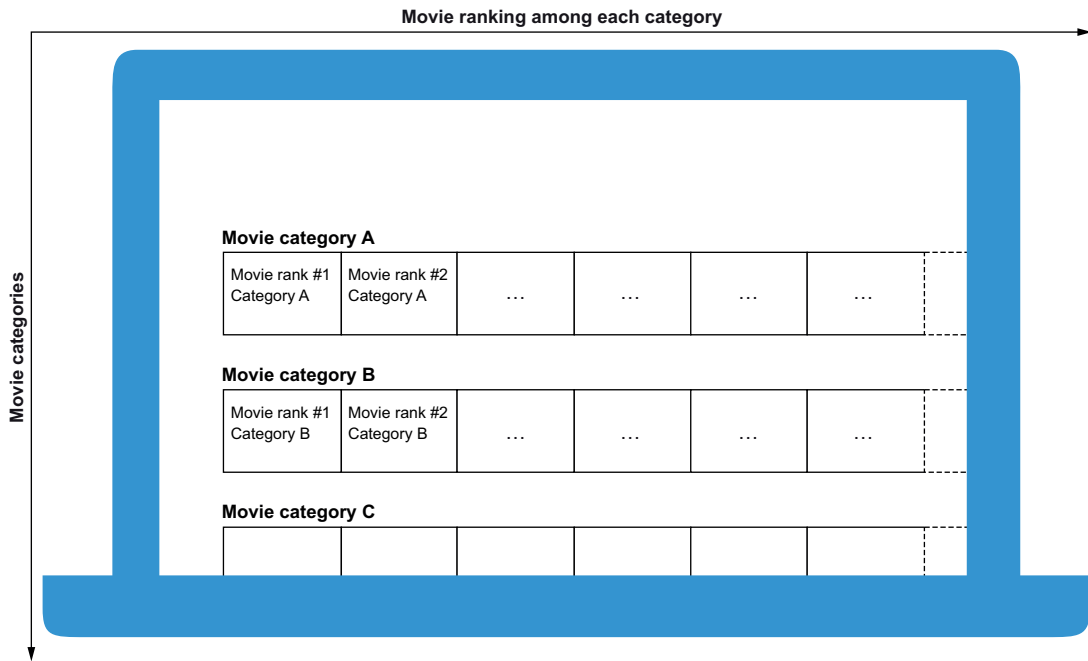 Movie ranking among each category
Movie categories
Movie category A
Movie rank #1
Category A
Movie rank #2
Category A
...
...
...
...
Movie category B
Movie rank #1
Category B
Movie rank #2
Category B
...
...
...
...
Movie category C